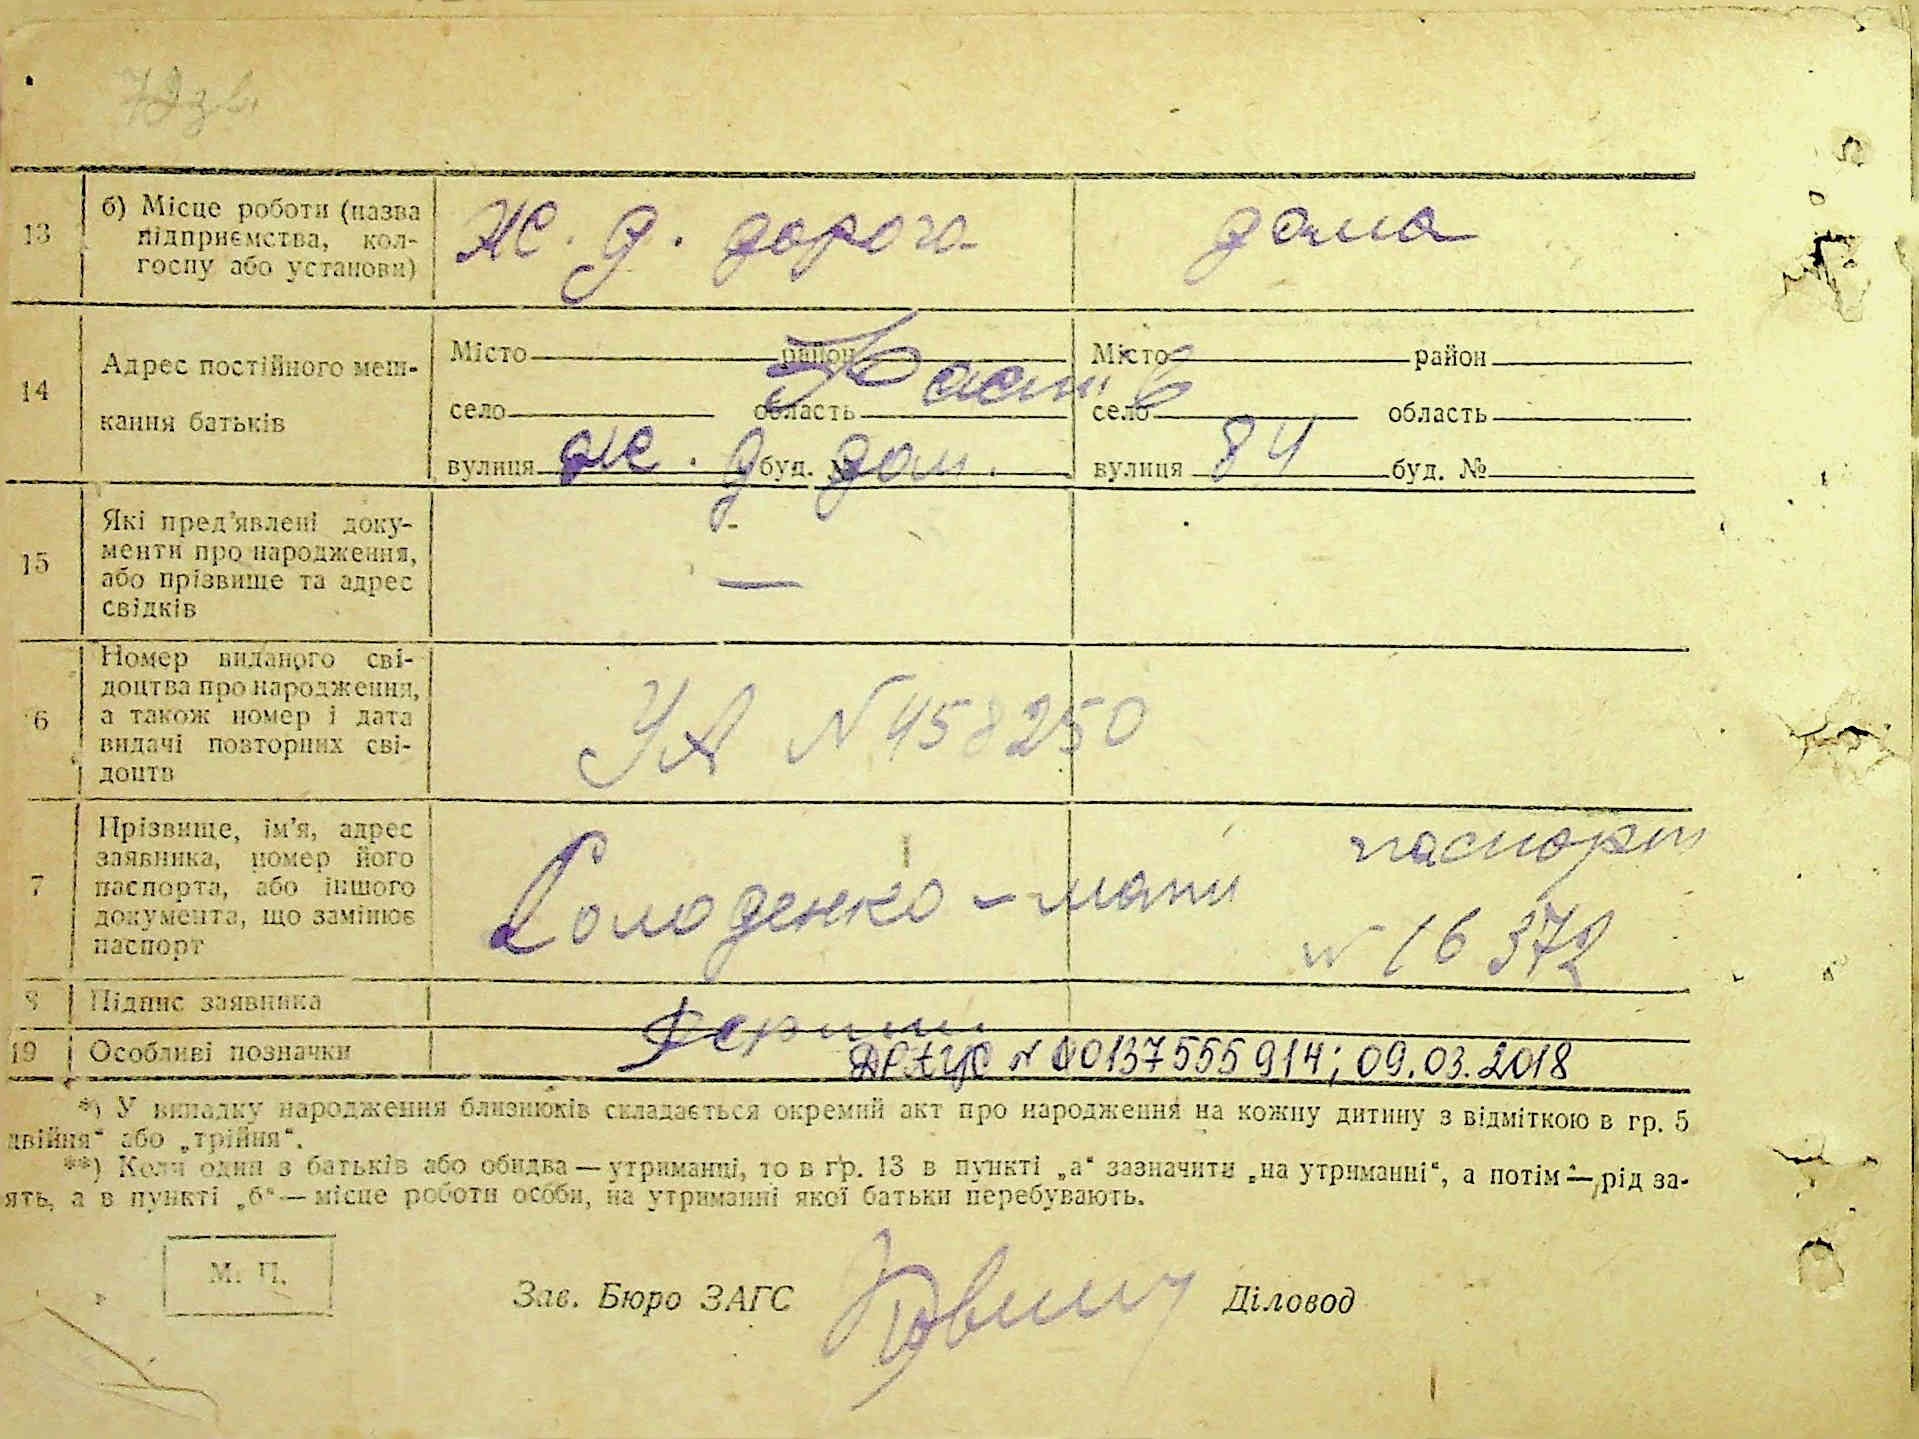 13
б) Місце роботи (назва
підприємства, кол-
госпу або установи)
Ж. д. дорога
дома
14
Адрес постійного меш-
кання батьків
Місто район
село область
вулиця буд. №
Місто район
село область
вулиця буд. №
Фастів
ж. д дом. 84
15
Які пред'явлені доку-
менти про народження,
або прізвище та адрес
свідків
—
6
Номер виданого сві-
доцтва про народження,
а також номер і дата
видачі повторних сві-
доцтв
УА N 458250
7
Прізвище, ім'я, адрес
заявника, номер його
паспорта, або іншого
документа, що замінює
паспорт
Солоденко - мати
паспорт
N 16372
8
Підпис заявника
19
Особливі позначки
N 00137555914; 09.03.2018
*) У випадку народження близнюків складається окремий акт про народження на кожну дитину з відміткою в гр. 5
двійня" або „трійня".
**) Коли один з батьків або обидва — утриманці, то в гр. 13 в пункті „а" зазначити „на утриманні", а потім — рід за-
ять, а в пункті „б" — місце роботи особи, на утриманні якої батьки перебувають.
М. П.
Зав. Бюро ЗАГС
Діловод